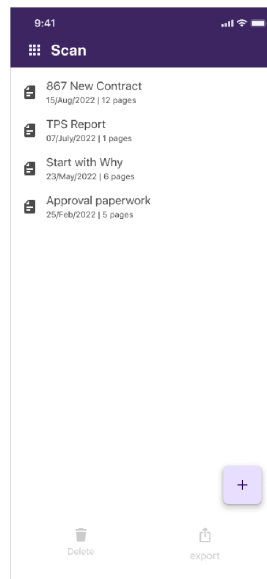 9:41
Scan
867 New Contract
15/Aug/2022 | 12 pages
TPS Report
07/July/2022 | 1 pages
Start with Why
23/May/2022 | 6 pages
Approval paperwork
25/Feb/2022 | 5 pages
+
Delete
export